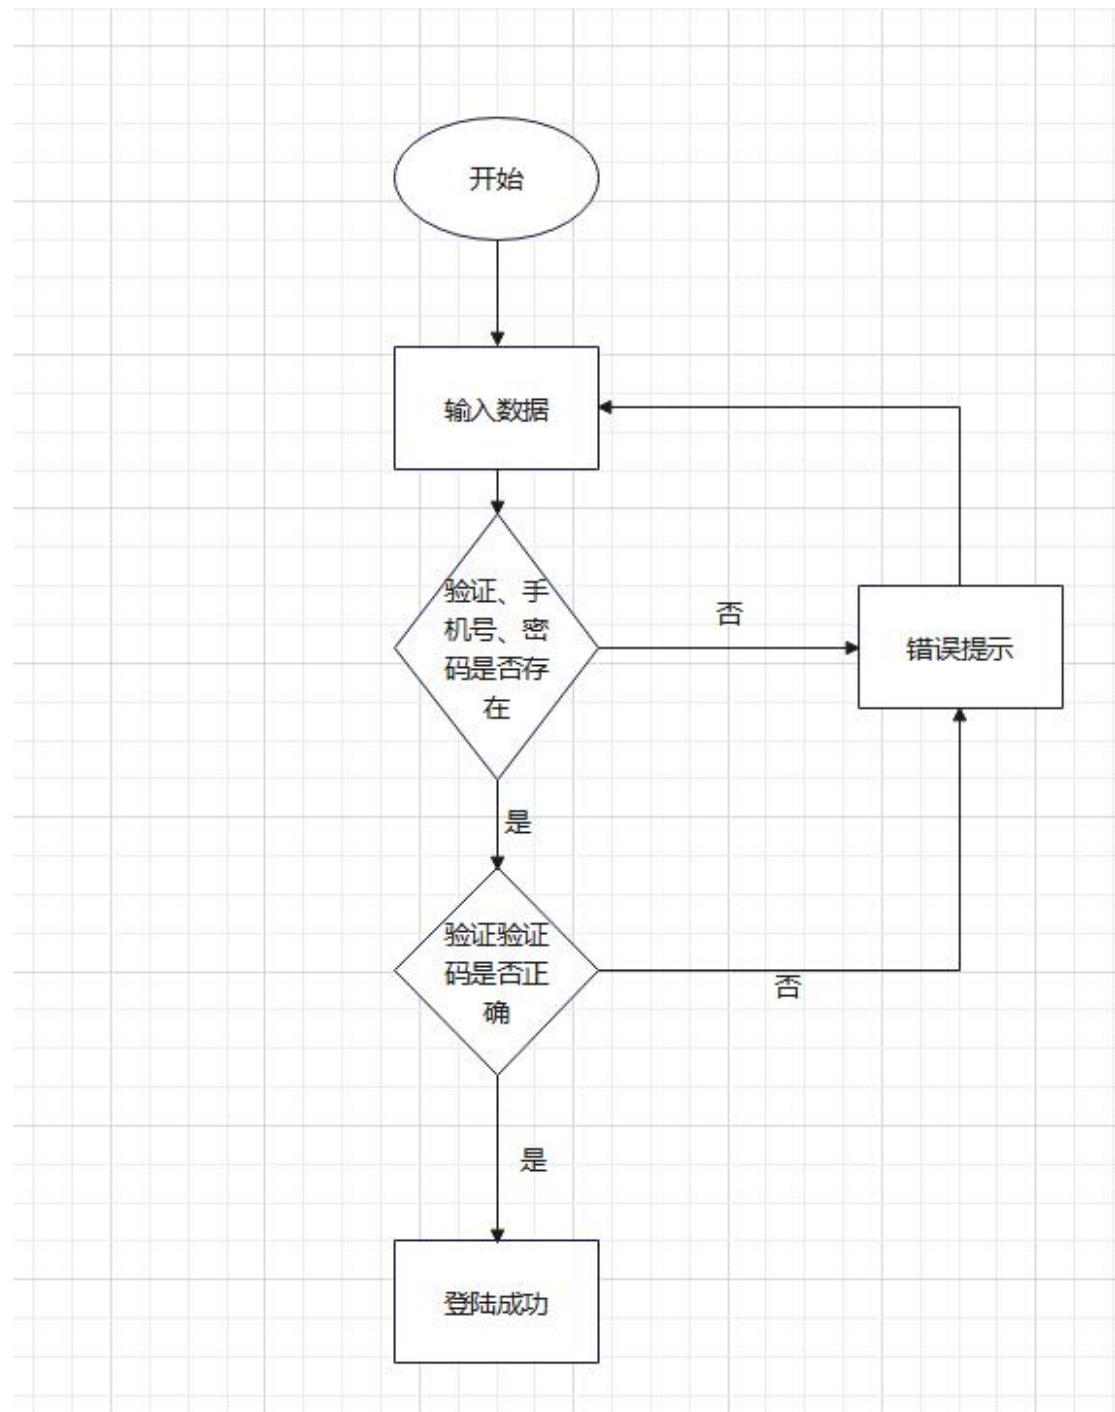 开始
输入数据
验证、手
机号、密
码是否存
在
否
错误提示
是
验证验证
码是否正
确
否
是
登陆成功